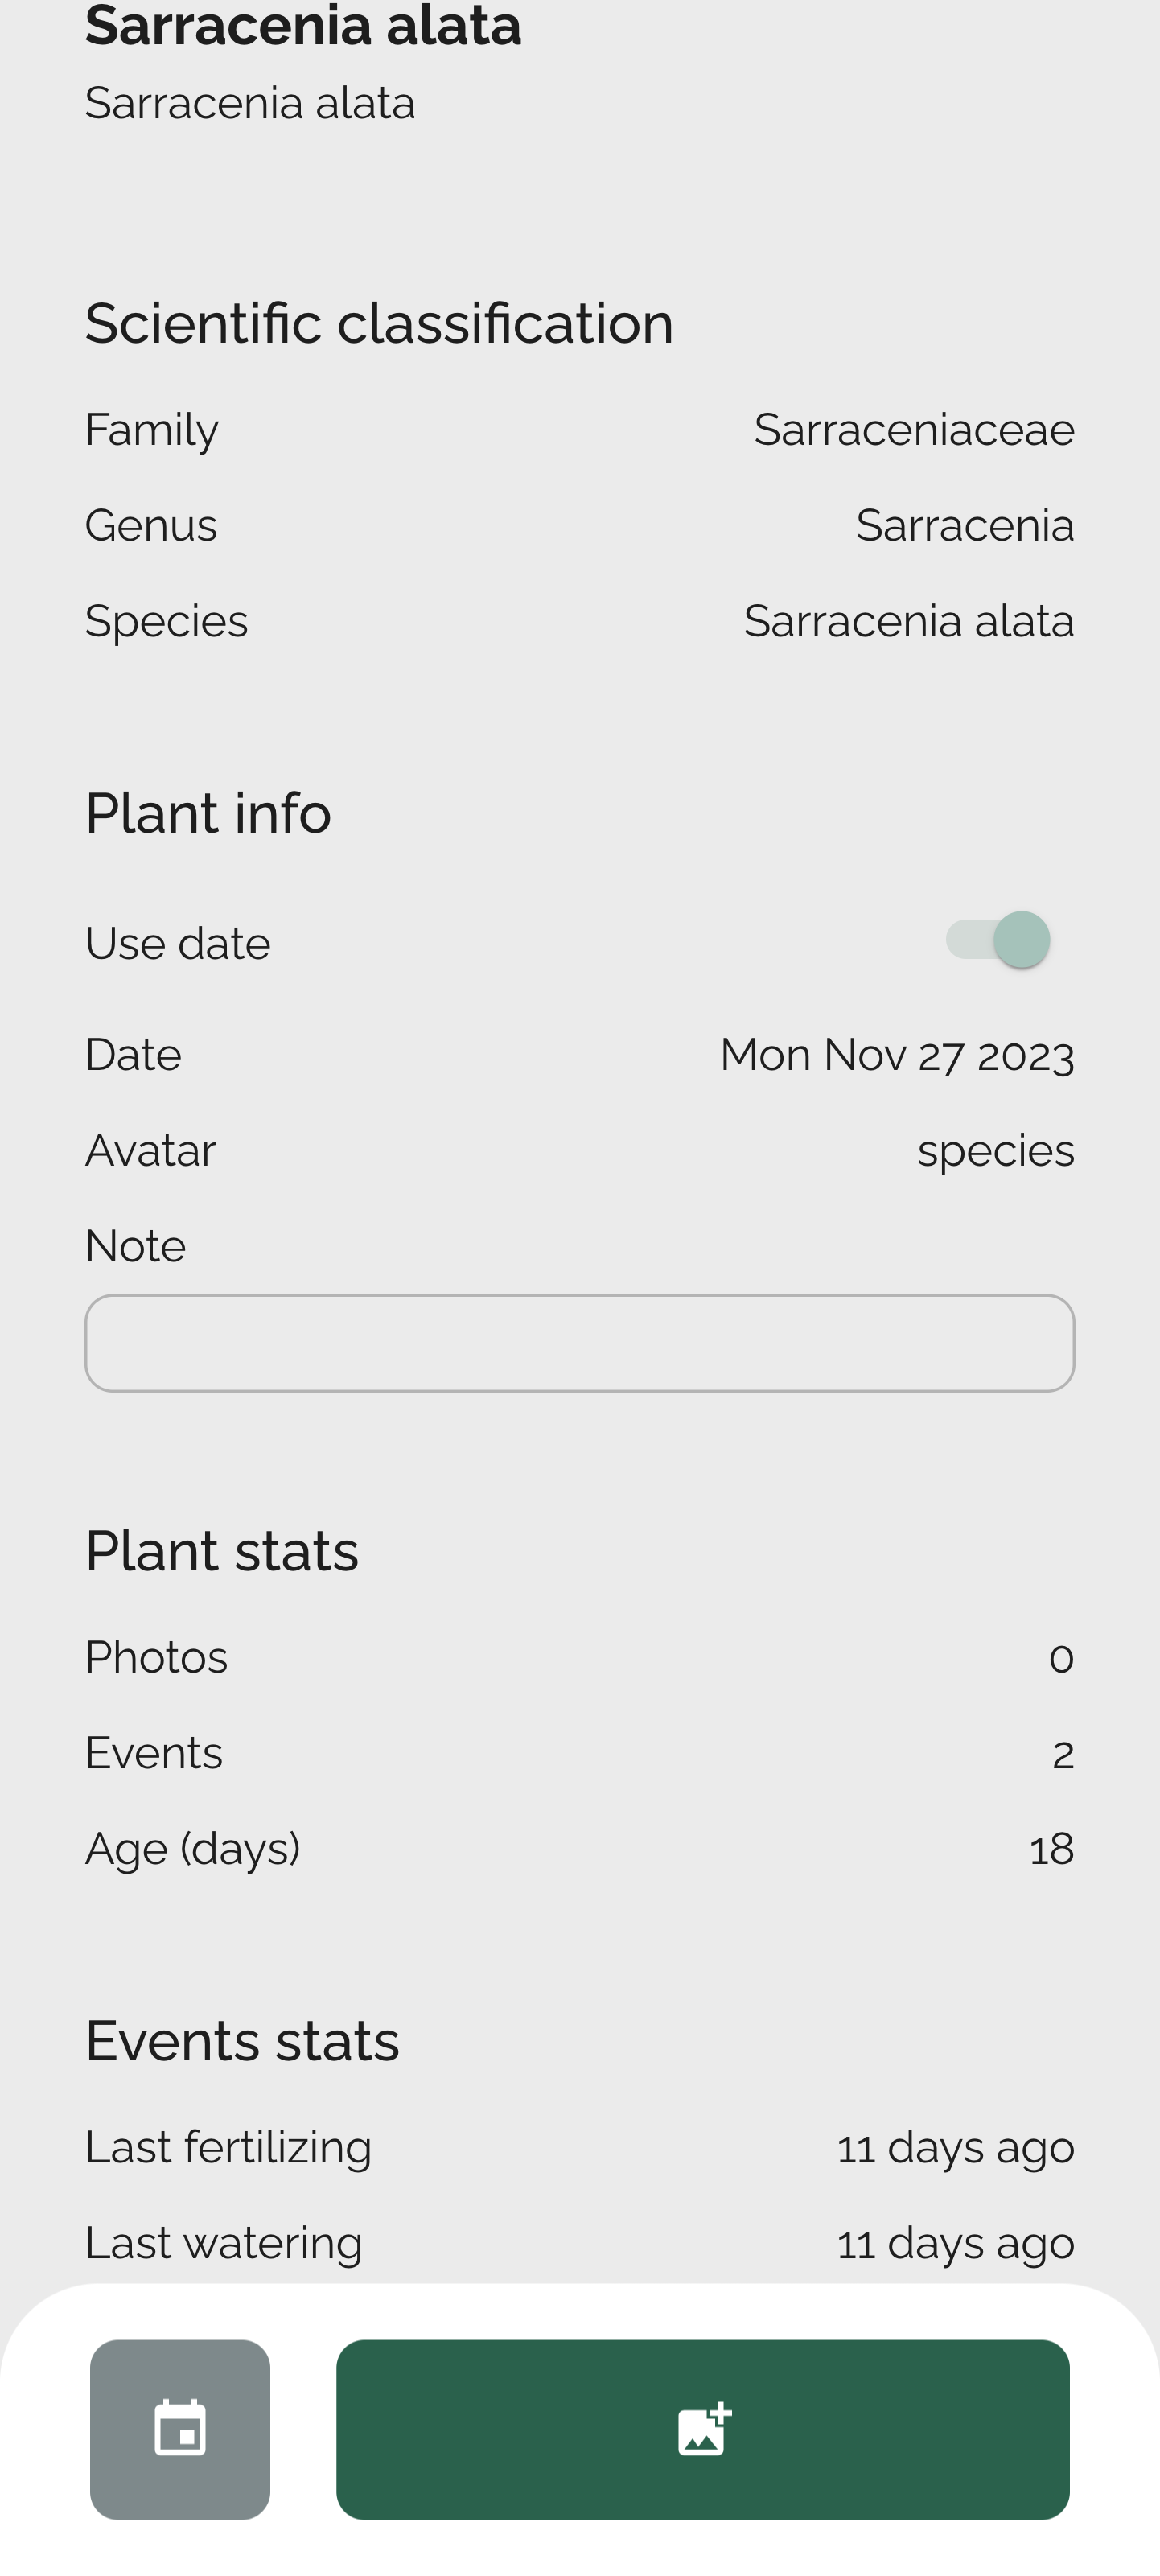 Sarracenia alata
Sarracenia alata
Scientific classification
Family Sarraceniaceae
Genus Sarracenia
Species Sarracenia alata
Plant info
Use date
Date Mon Nov 27 2023
Avatar species
Note
Plant stats
Photos 0
Events 2
Age (days) 18
Events stats
Last fertilizing 11 days ago
Last watering 11 days ago